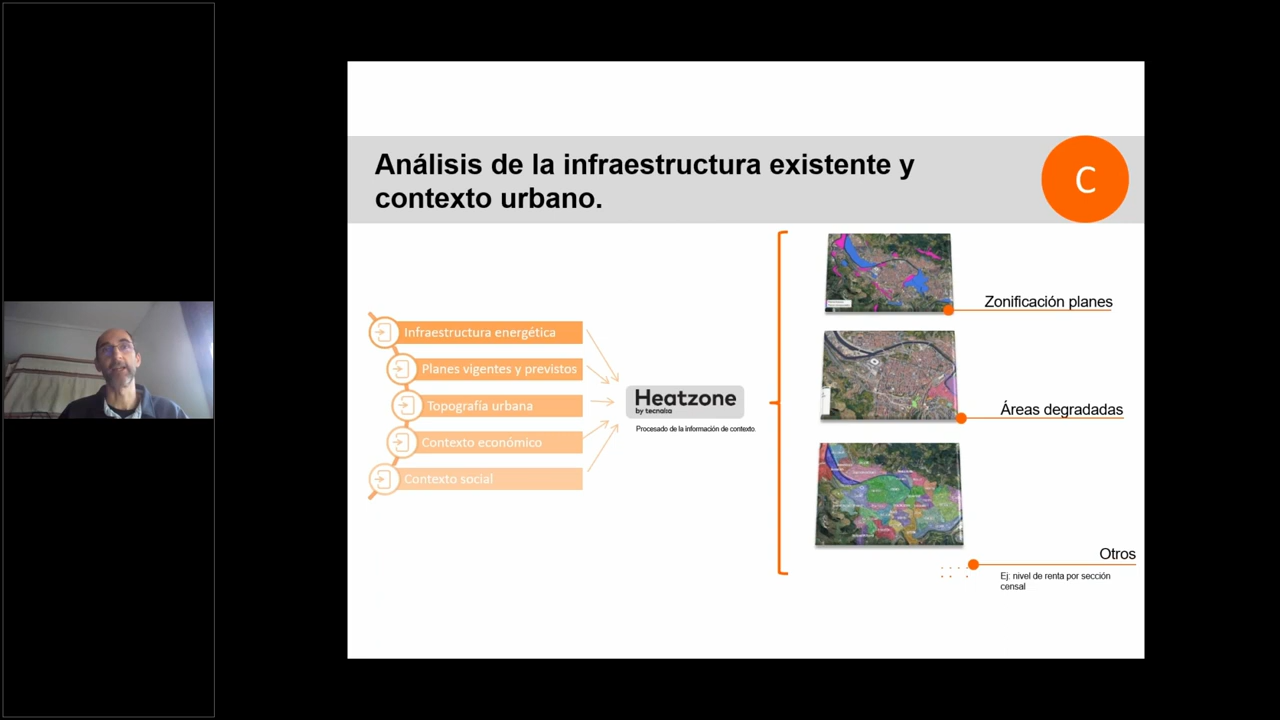 Análisis de la infraestructura existente y
contexto urbano.
C
Infraestructura energética
Planes vigentes y previstos
Topografía urbana
Contexto económico
Contexto social
Heatzone
by tecnalia
Procesado de la información de contexto.
Zonificación planes
Áreas degradadas
Otros
Ej: nivel de renta por sección
censal